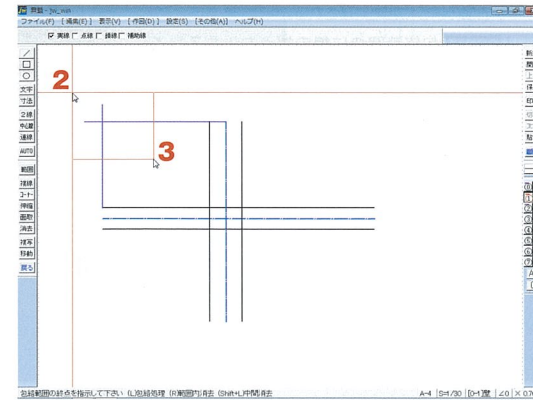 無題 - jw_win
ファイル(F) [編集(E)] 表示(V) [作図(D)] 設定(S) [その他(A)] ヘルプ(H)
実線 点線 鎖線 補助線
2
3
文字
寸法
2線
中心線
連線
AUTO
範囲
複線
コーナー
伸縮
面取
消去
複写
移動
戻る
包絡範囲の終点を指示して下さい (L)包絡処理 (R)範囲内消去 (Shift+L)中間消去
A-4 S=1/30 [0-1]壁 ∠0 × 0.7